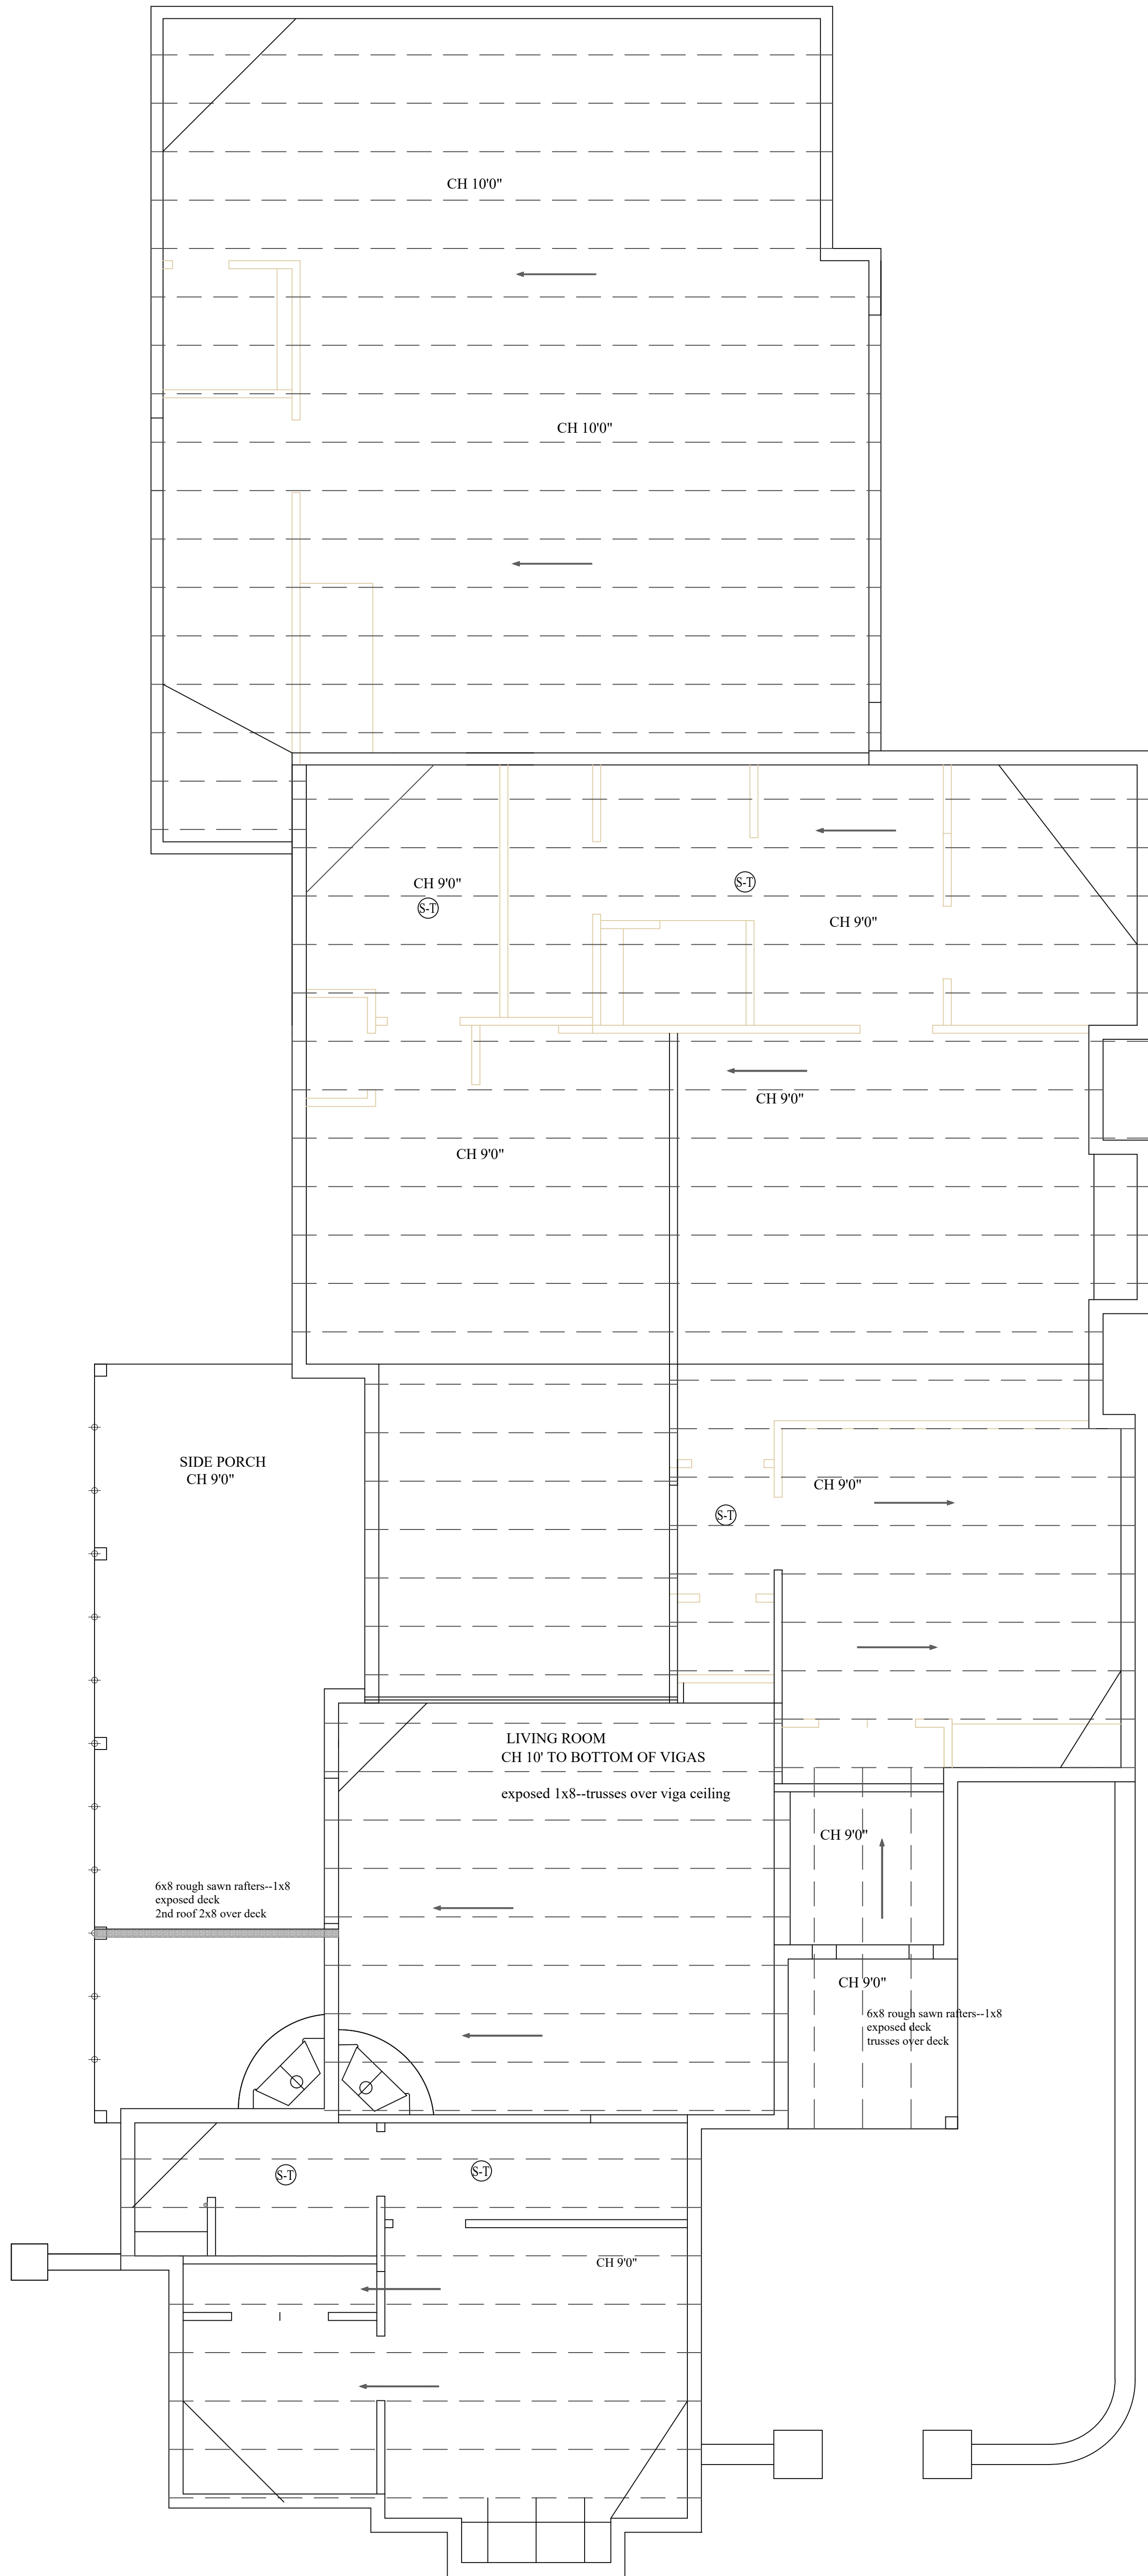 CH 10'0"
CH 10'0"
CH 9'0"
S-T
S-T
CH 9'0"
CH 9'0"
CH 9'0"
SIDE PORCH
CH 9'0"
CH 9'0"
S-T
LIVING ROOM
CH 10' TO BOTTOM OF VIGAS
exposed 1x8--trusses over viga ceiling
CH 9'0"
6x8 rough sawn rafters--1x8
exposed deck
2nd roof 2x8 over deck
CH 9'0"
6x8 rough sawn rafters--1x8
exposed deck
trusses over deck
S-T
S-T
CH 9'0"